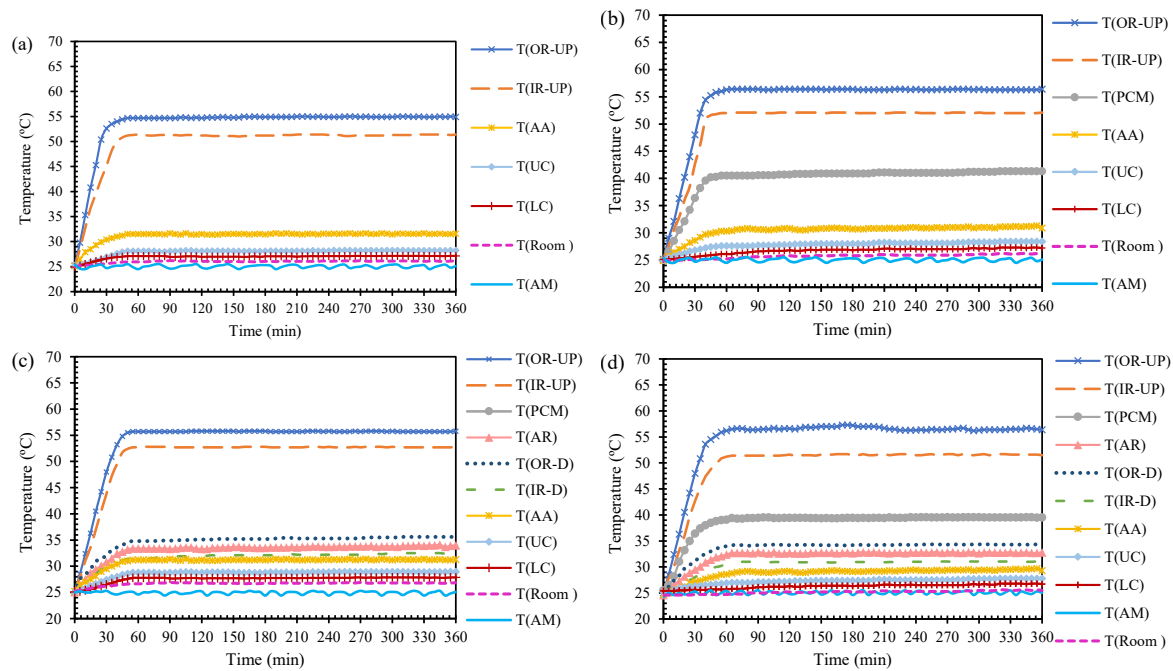 (a)
70
65
60
55
50
45
40
35
30
25
20
Temperature (°C)
0 30 60 90 120 150 180 210 240 270 300 330 360
Time (min)
T(OR-UP)
T(IR-UP)
T(AA)
T(UC)
T(LC)
T(Room )
T(AM)
(b)
70
65
60
55
50
45
40
35
30
25
20
Temperature (°C)
0 30 60 90 120 150 180 210 240 270 300 330 360
Time (min)
T(OR-UP)
T(IR-UP)
T(PCM)
T(AA)
T(UC)
T(LC)
T(Room )
T(AM)
(c)
70
65
60
55
50
45
40
35
30
25
20
Temperature (°C)
0 30 60 90 120 150 180 210 240 270 300 330 360
Time (min)
T(OR-UP)
T(IR-UP)
T(PCM)
T(AR)
T(OR-D)
T(IR-D)
T(AA)
T(UC)
T(LC)
T(Room )
T(AM)
(d)
70
65
60
55
50
45
40
35
30
25
20
Temperature (°C)
0 30 60 90 120 150 180 210 240 270 300 330 360
Time (min)
T(OR-UP)
T(IR-UP)
T(PCM)
T(AR)
T(OR-D)
T(IR-D)
T(AA)
T(UC)
T(LC)
T(AM)
T(Room )